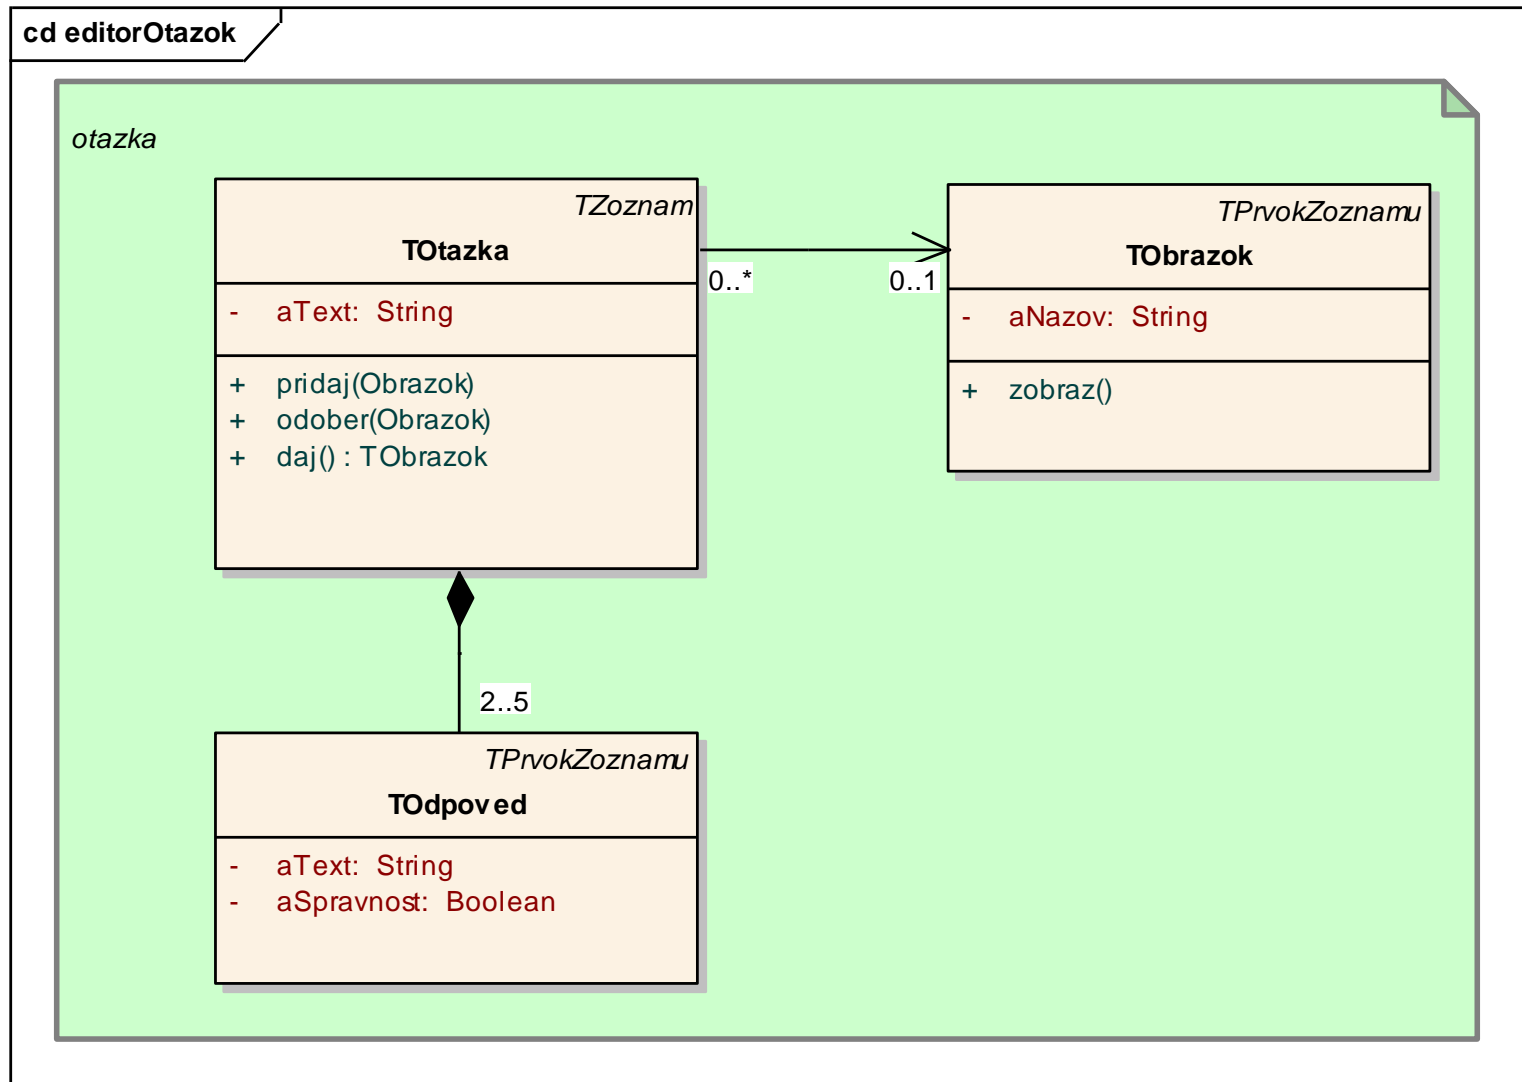 cd editorOtazok
otazka
TZoznam
TOtazka
- aText: String
+ pridaj(Obrazok)
+ odober(Obrazok)
+ daj() : TObrazok
0..*
0..1
TPrvokZoznamu
TObrazok
- aNazov: String
+ zobraz()
2..5
TPrvokZoznamu
TOdpoved
- aText: String
- aSpravnost: Boolean